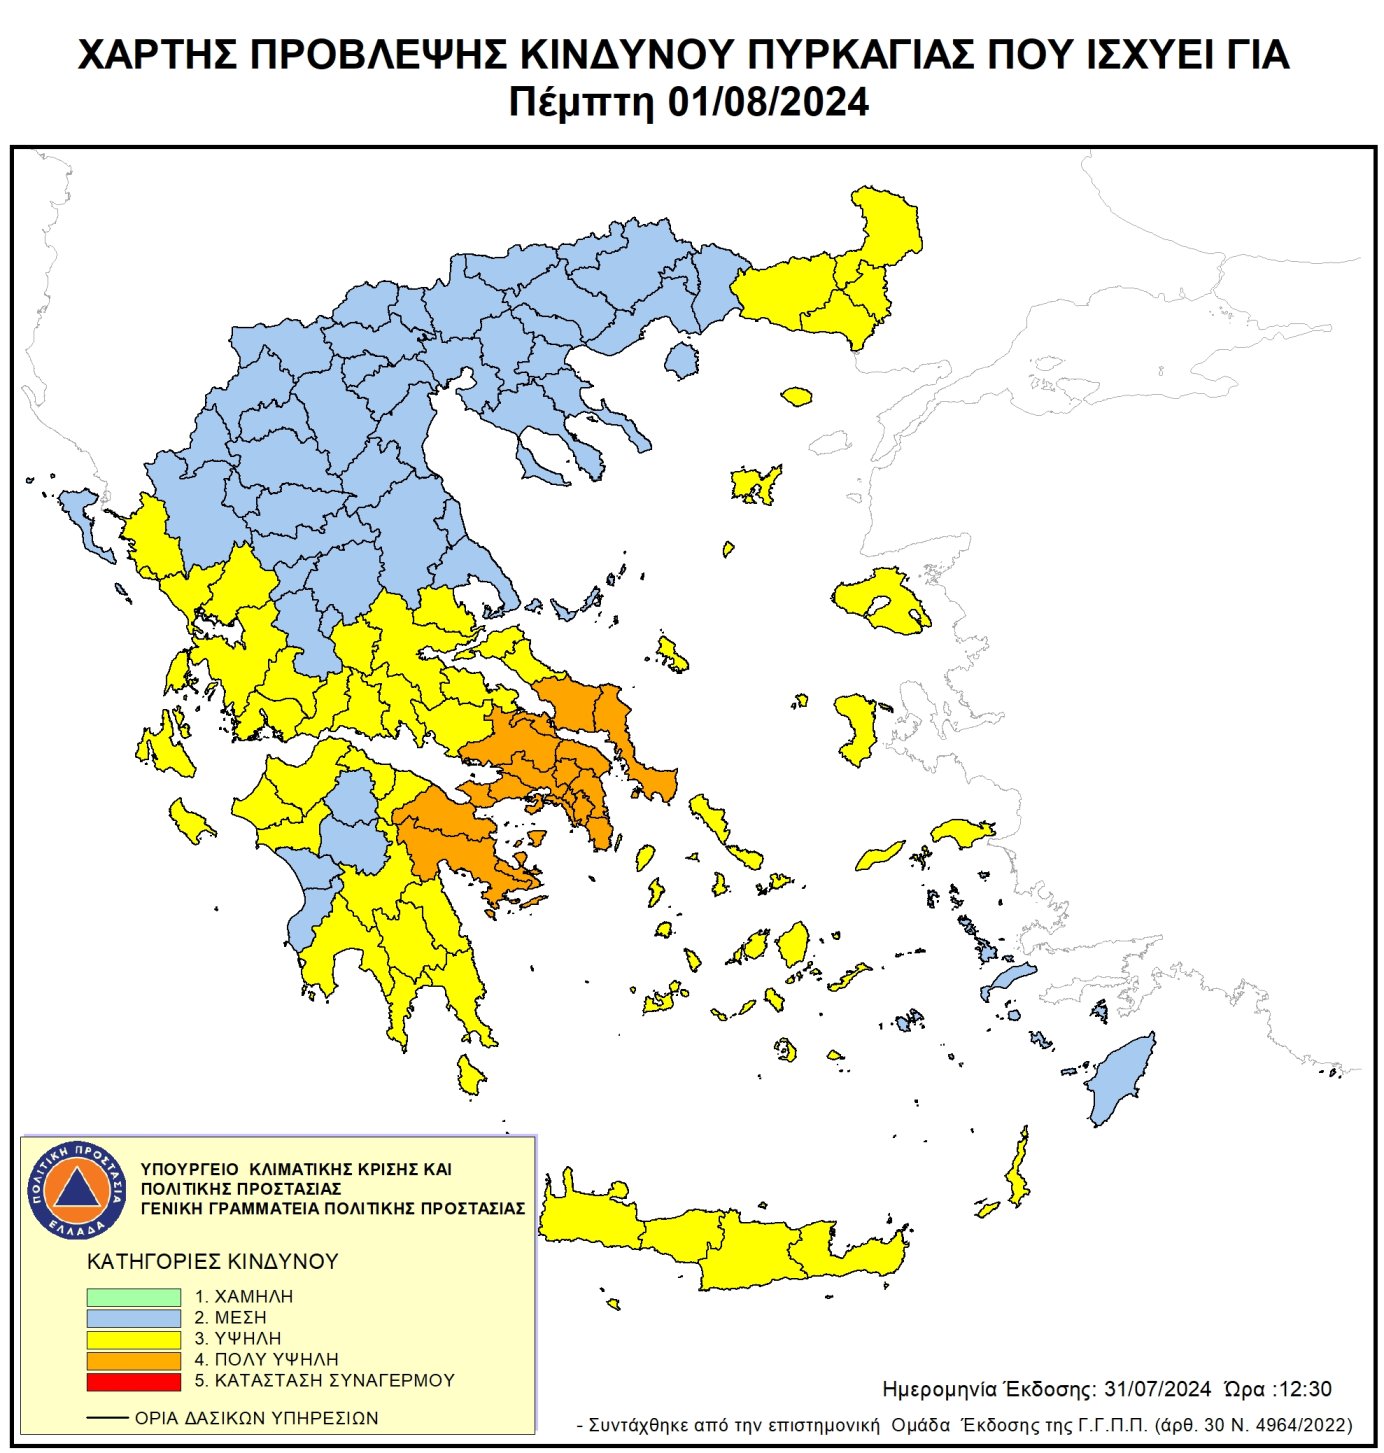 ΧΑΡΤΗΣ ΠΡΟΒΛΕΨΗΣ ΚΙΝΔΥΝΟΥ ΠΥΡΚΑΓΙΑΣ ΠΟΥ ΙΣΧΥΕΙ ΓΙΑ
Πέμπτη 01/08/2024
ΠΟΛΙΤΙΚΗ ΠΡΟΣΤΑΣΙΑ
ΕΛΛΑΔΑ
ΥΠΟΥΡΓΕΙΟ ΚΛΙΜΑΤΙΚΗΣ ΚΡΙΣΗΣ ΚΑΙ
ΠΟΛΙΤΙΚΗΣ ΠΡΟΣΤΑΣΙΑΣ
ΓΕΝΙΚΗ ΓΡΑΜΜΑΤΕΙΑ ΠΟΛΙΤΙΚΗΣ ΠΡΟΣΤΑΣΙΑΣ
ΚΑΤΗΓΟΡΙΕΣ ΚΙΝΔΥΝΟΥ
1. ΧΑΜΗΛΗ
2. ΜΕΣΗ
3. ΥΨΗΛΗ
4. ΠΟΛΥ ΥΨΗΛΗ
5. ΚΑΤΑΣΤΑΣΗ ΣΥΝΑΓΕΡΜΟΥ
ΟΡΙΑ ΔΑΣΙΚΩΝ ΥΠΗΡΕΣΙΩΝ
Ημερομηνία Έκδοσης: 31/07/2024 Ώρα :12:30
- Συντάχθηκε από την επιστημονική Ομάδα Έκδοσης της Γ.Γ.Π.Π. (άρθ. 30 Ν. 4964/2022)